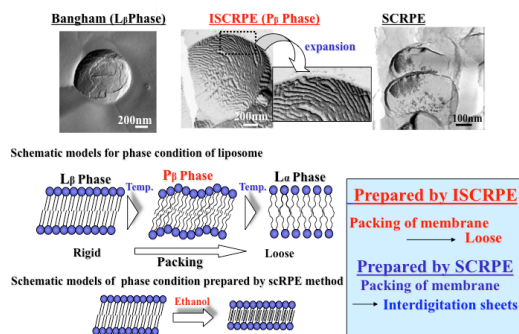 Bangham (LβPhase)
ISCRPE (Pβ Phase)
SCRPE
expansion
200nm
200nm
100nm
Schematic models for phase condition of liposome
Lβ Phase
Pβ Phase
Lα Phase
Temp.
Temp.
Rigid
Packing
Loose
Schematic models of phase condition prepared by scRPE method
Ethanol
Prepared by ISCRPE
Packing of membrane
Loose
Prepared by SCRPE
Packing of membrane
Interdigitation sheets